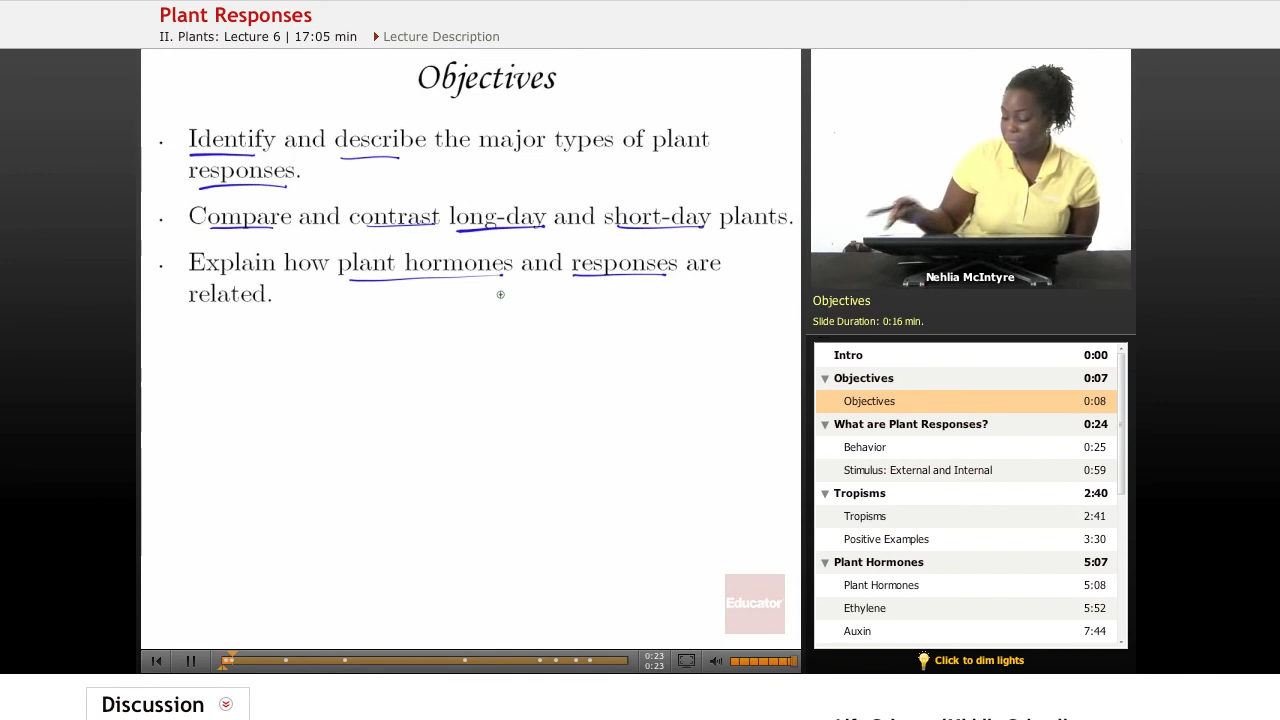 Plant Responses
II. Plants: Lecture 6 | 17:05 min
Lecture Description
Objectives
. Identify and describe the major types of plant
responses.
. Compare and contrast long-day and short-day plants.
. Explain how plant hormones and responses are
related.
Educator
Nehlia McIntyre
Objectives
Slide Duration: 0:16 min.
Intro 0:00
Objectives 0:07
Objectives 0:08
What are Plant Responses? 0:24
Behavior 0:25
Stimulus: External and Internal 0:59
Tropisms 2:40
Tropisms 2:41
Positive Examples 3:30
Plant Hormones 5:07
Plant Hormones 5:08
Ethylene 5:52
Auxin 7:44
0:23
0:23
Click to dim lights
Discussion